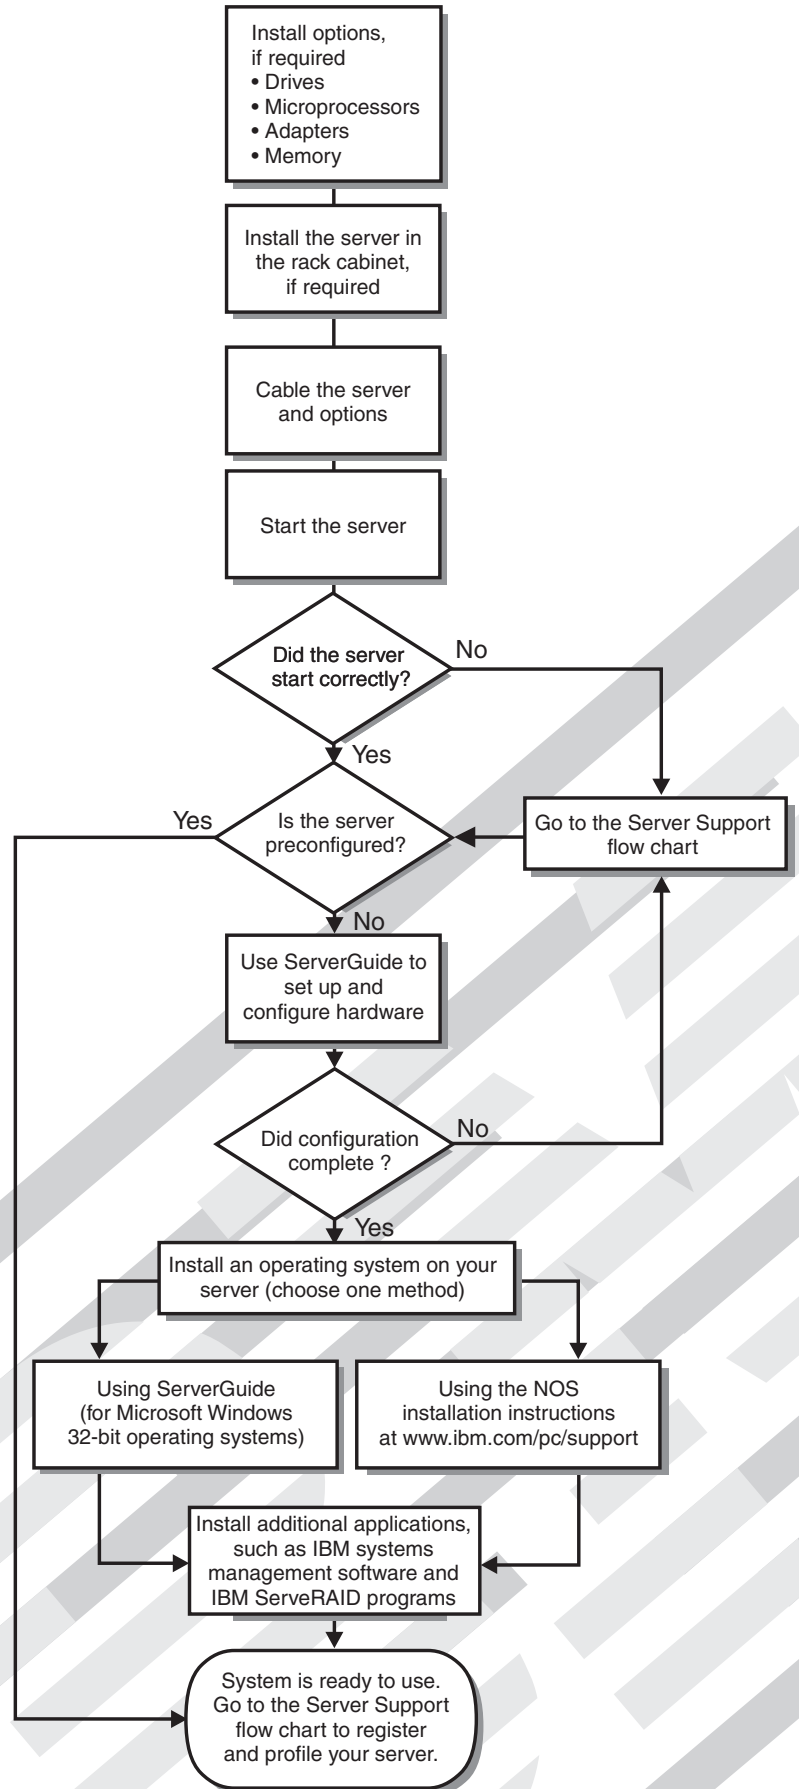 Install options,
if required
• Drives
• Microprocessors
• Adapters
• Memory
Install the server in
the rack cabinet,
if required
Cable the server
and options
Start the server
Did the server
start correctly?
No
Yes
Is the server
preconfigured?
Yes
Go to the Server Support
flow chart
No
Use ServerGuide to
set up and
configure hardware
Did configuration
complete ?
No
Yes
Install an operating system on your
server (choose one method)
Using ServerGuide
(for Microsoft Windows
32-bit operating systems)
Using the NOS
installation instructions
at www.ibm.com/pc/support
Install additional applications,
such as IBM systems
management software and
IBM ServeRAID programs
System is ready to use.
Go to the Server Support
flow chart to register
and profile your server.